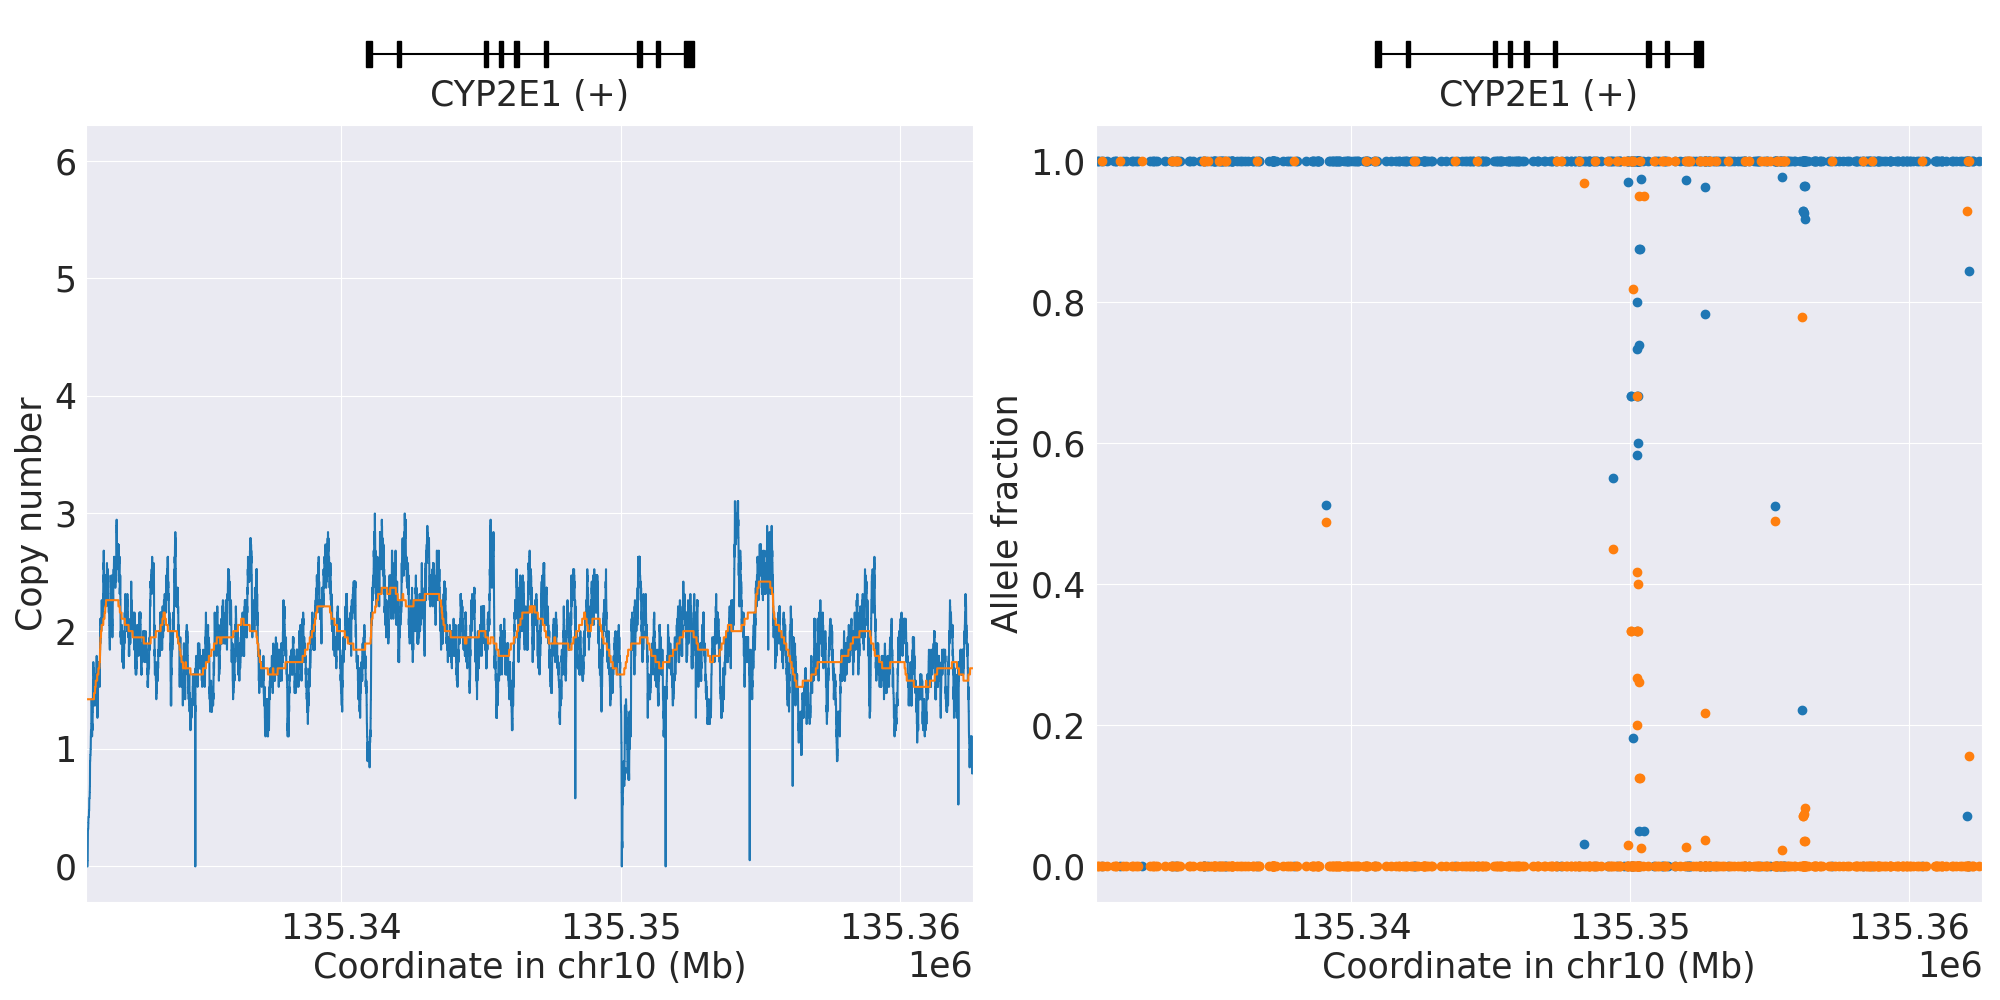 CYP2E1 (+)
6
5
4
3
2
1
0
Copy number
135.34 135.35 135.36
Coordinate in chr10 (Mb)
1e6
CYP2E1 (+)
1.0
0.8
0.6
0.4
0.2
0.0
Allele fraction
135.34 135.35 135.36
Coordinate in chr10 (Mb)
1e6